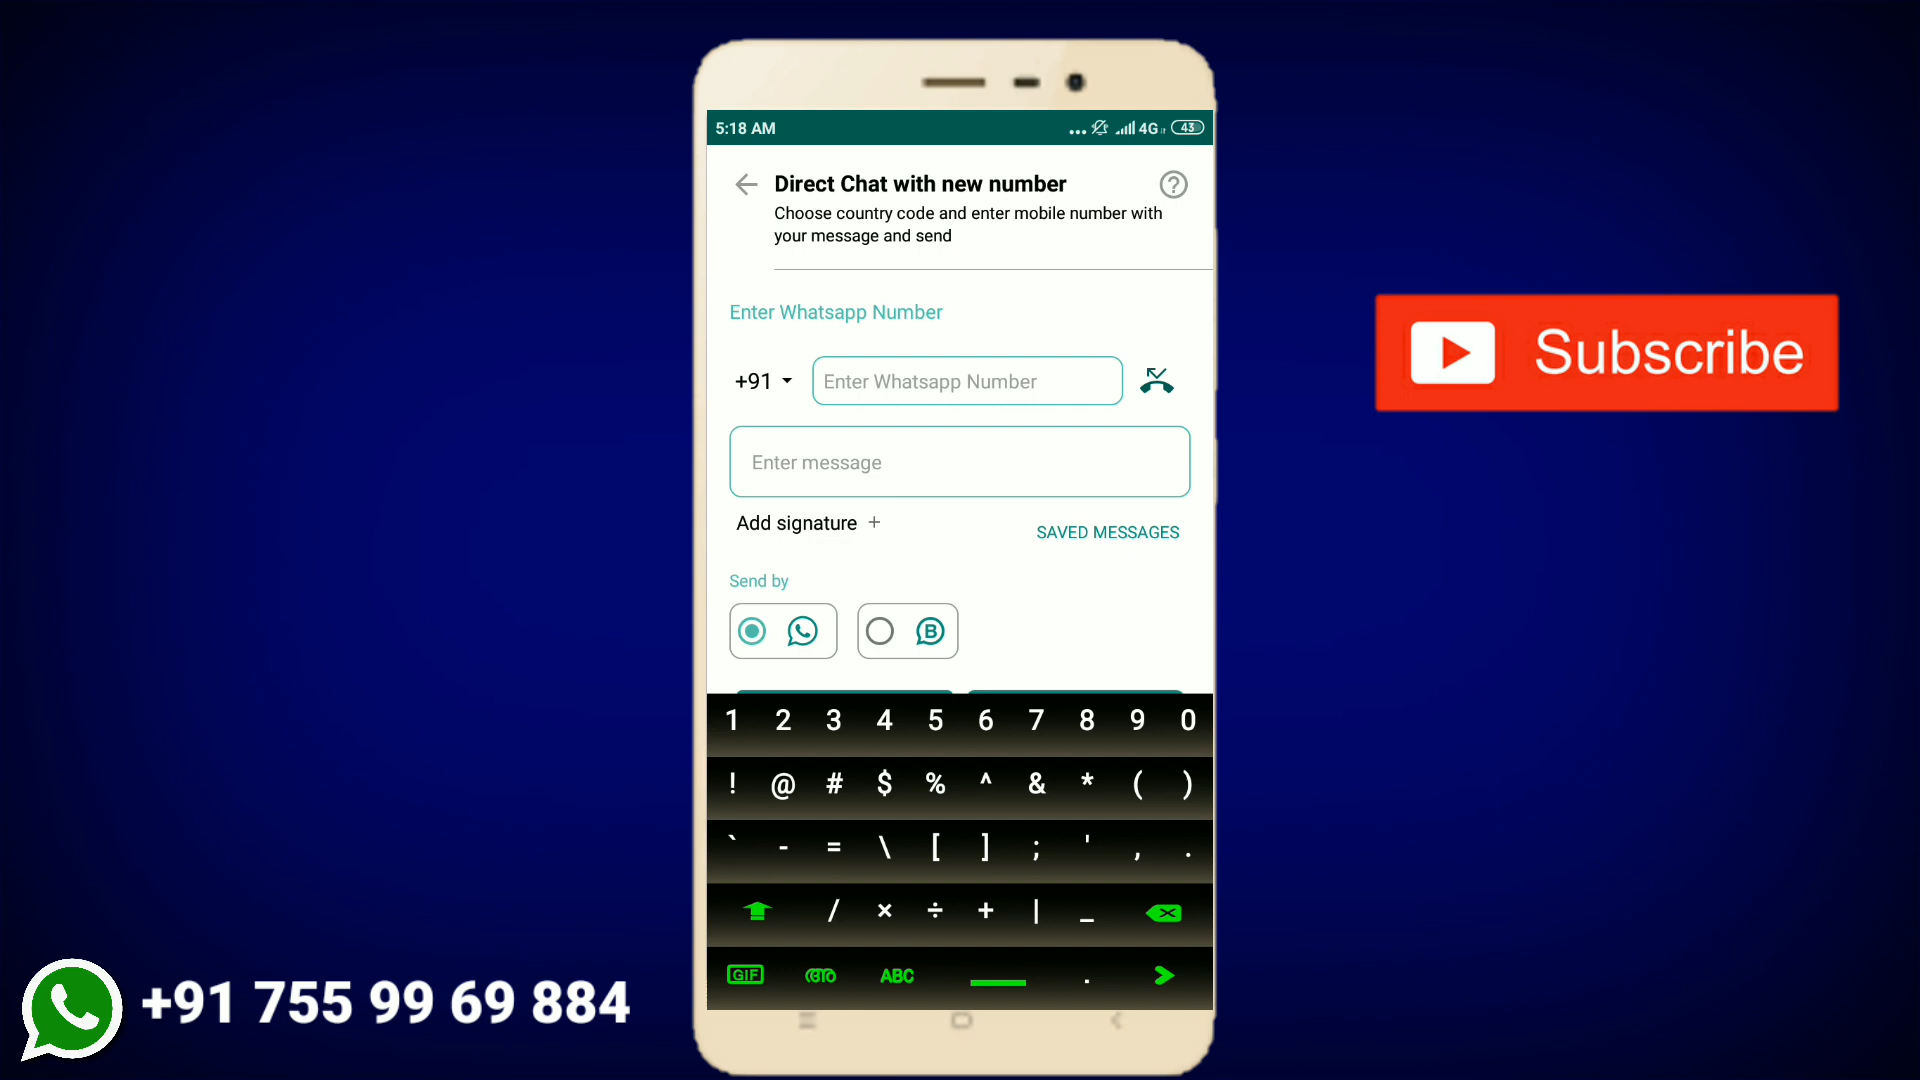 5:18 AM
... 4G 43
Direct Chat with new number
Choose country code and enter mobile number with
your message and send
Enter Whatsapp Number
+91 Enter Whatsapp Number
Enter message
Add signature +
SAVED MESSAGES
Send by
B
1 2 3 4 5 6 7 8 9 0
! @ # $ % ^ & * ( )
` - = \ [ ] ; ' , .
/ × ÷ + | _
GIF അ ABC .
Subscribe
+91 755 99 69 884